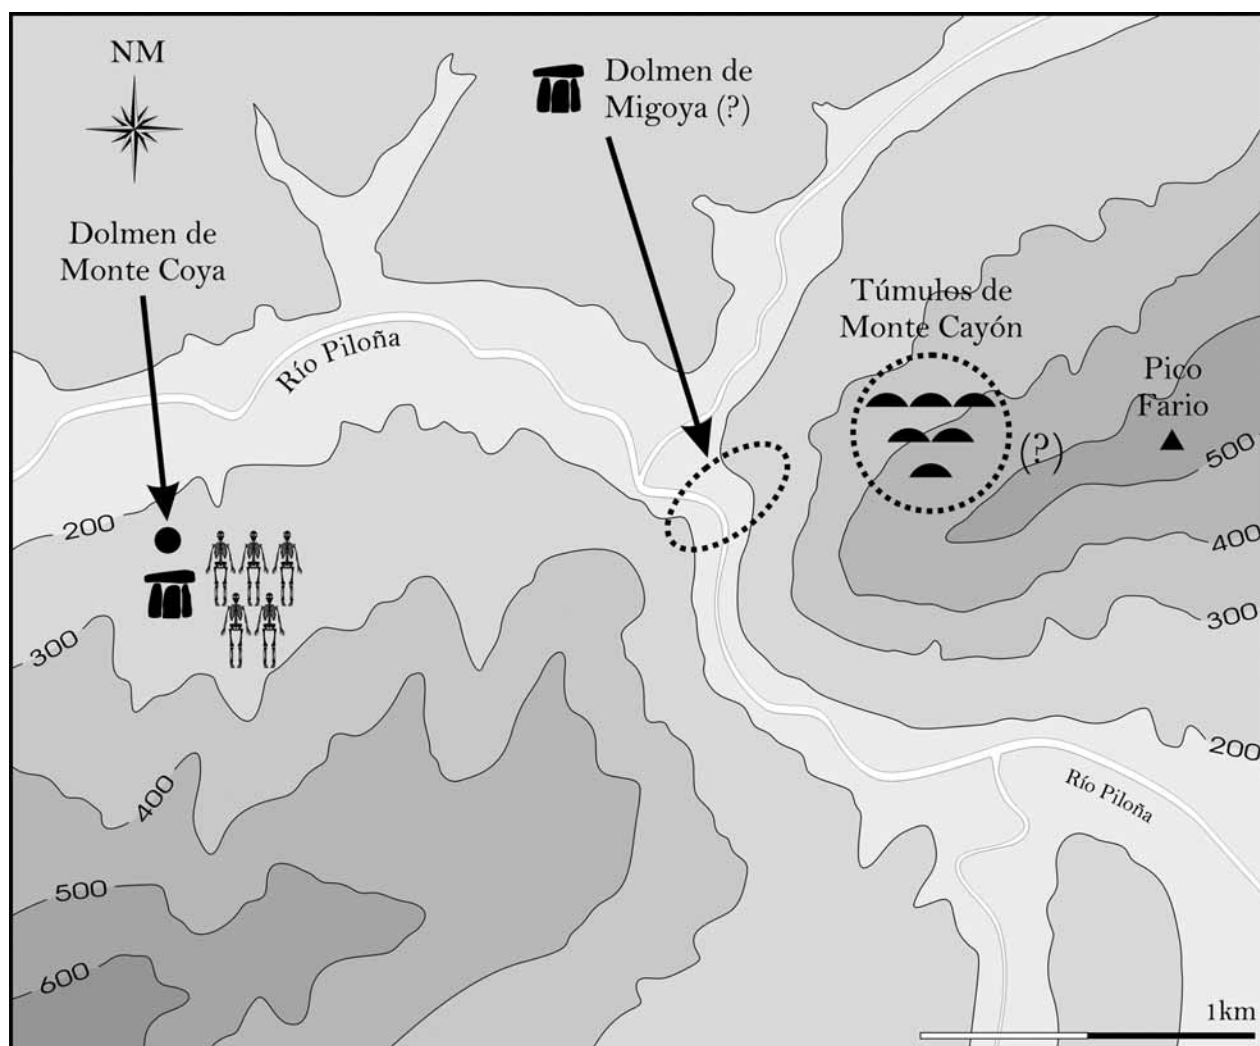 NM
Dolmen de
Migoya (?)
Dolmen de
Monte Coya
Río Piloña
Túmulos de
Monte Cayón
(?)
Pico
Fario
500
400
300
200
200
300
400
500
600
Río Piloña
1km